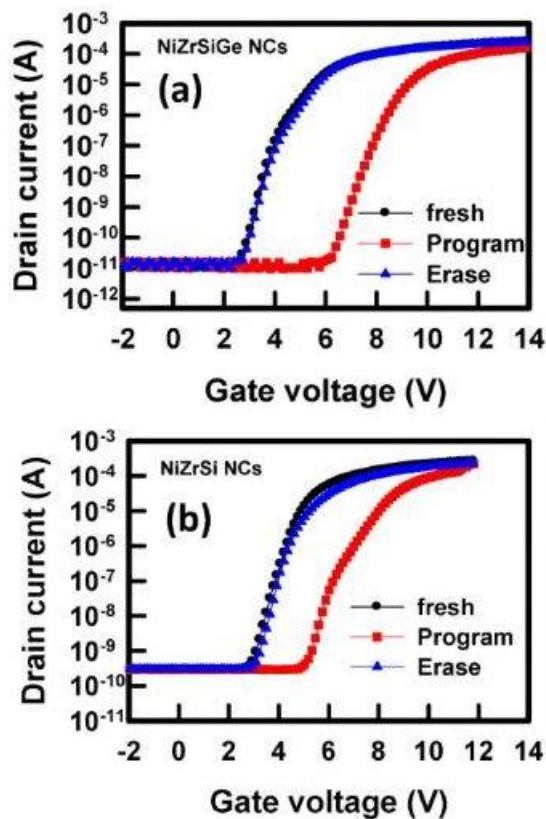 10⁻³
10⁻⁴
10⁻⁵
10⁻⁶
10⁻⁷
10⁻⁸
10⁻⁹
10⁻¹⁰
10⁻¹¹
10⁻¹²
Drain current (A)
NiZrSiGe NCs
(a)
fresh
Program
Erase
-2 0 2 4 6 8 10 12 14
Gate voltage (V)
10⁻³
10⁻⁴
10⁻⁵
10⁻⁶
10⁻⁷
10⁻⁸
10⁻⁹
10⁻¹⁰
10⁻¹¹
Drain current (A)
NiZrSi NCs
(b)
fresh
Program
Erase
-2 0 2 4 6 8 10 12 14
Gate voltage (V)